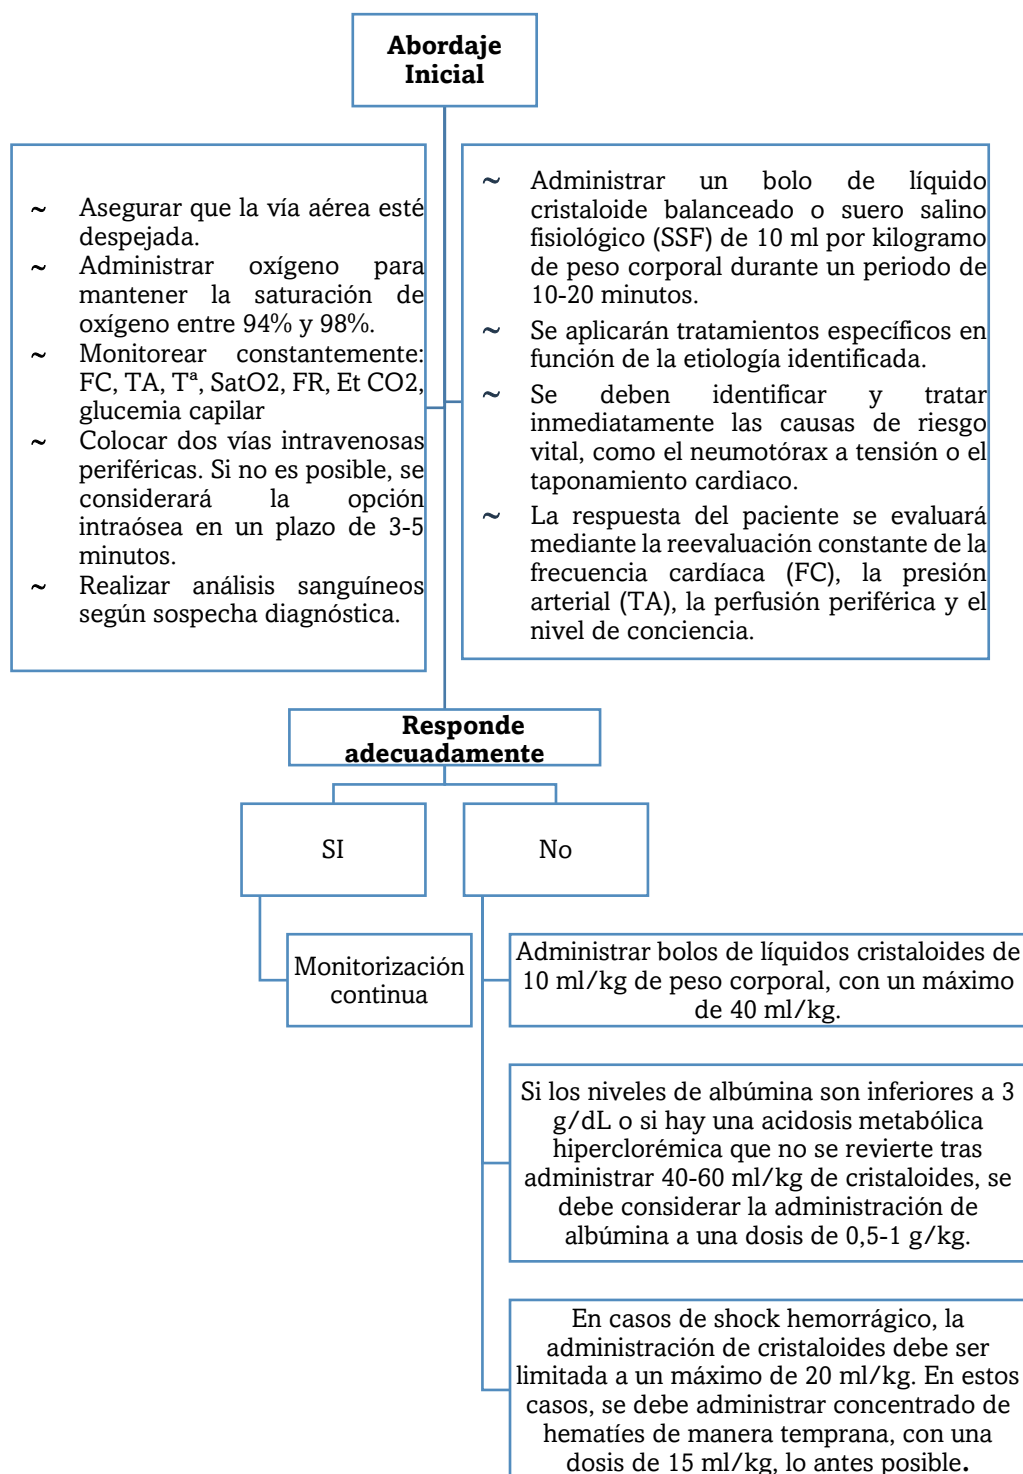 Abordaje
Inicial
~ Asegurar que la vía aérea esté
despejada.
~ Administrar oxígeno para
mantener la saturación de
oxígeno entre 94% y 98%.
~ Monitorear constantemente:
FC, TA, Tª, SatO2, FR, Et CO2,
glucemia capilar
~ Colocar dos vías intravenosas
periféricas. Si no es posible, se
considerará la opción
intraósea en un plazo de 3-5
minutos.
~ Realizar análisis sanguíneos
según sospecha diagnóstica.
~ Administrar un bolo de líquido
cristaloide balanceado o suero salino
fisiológico (SSF) de 10 ml por kilogramo
de peso corporal durante un periodo de
10-20 minutos.
~ Se aplicarán tratamientos específicos en
función de la etiología identificada.
~ Se deben identificar y tratar
inmediatamente las causas de riesgo
vital, como el neumotórax a tensión o el
taponamiento cardiaco.
~ La respuesta del paciente se evaluará
mediante la reevaluación constante de la
frecuencia cardíaca (FC), la presión
arterial (TA), la perfusión periférica y el
nivel de conciencia.
Responde
adecuadamente
SI
No
Monitorización
continua
Administrar bolos de líquidos cristaloides de
10 ml/kg de peso corporal, con un máximo
de 40 ml/kg.
Si los niveles de albúmina son inferiores a 3
g/dL o si hay una acidosis metabólica
hiperclorémica que no se revierte tras
administrar 40-60 ml/kg de cristaloides, se
debe considerar la administración de
albúmina a una dosis de 0,5-1 g/kg.
En casos de shock hemorrágico, la
administración de cristaloides debe ser
limitada a un máximo de 20 ml/kg. En estos
casos, se debe administrar concentrado de
hematíes de manera temprana, con una
dosis de 15 ml/kg, lo antes posible.